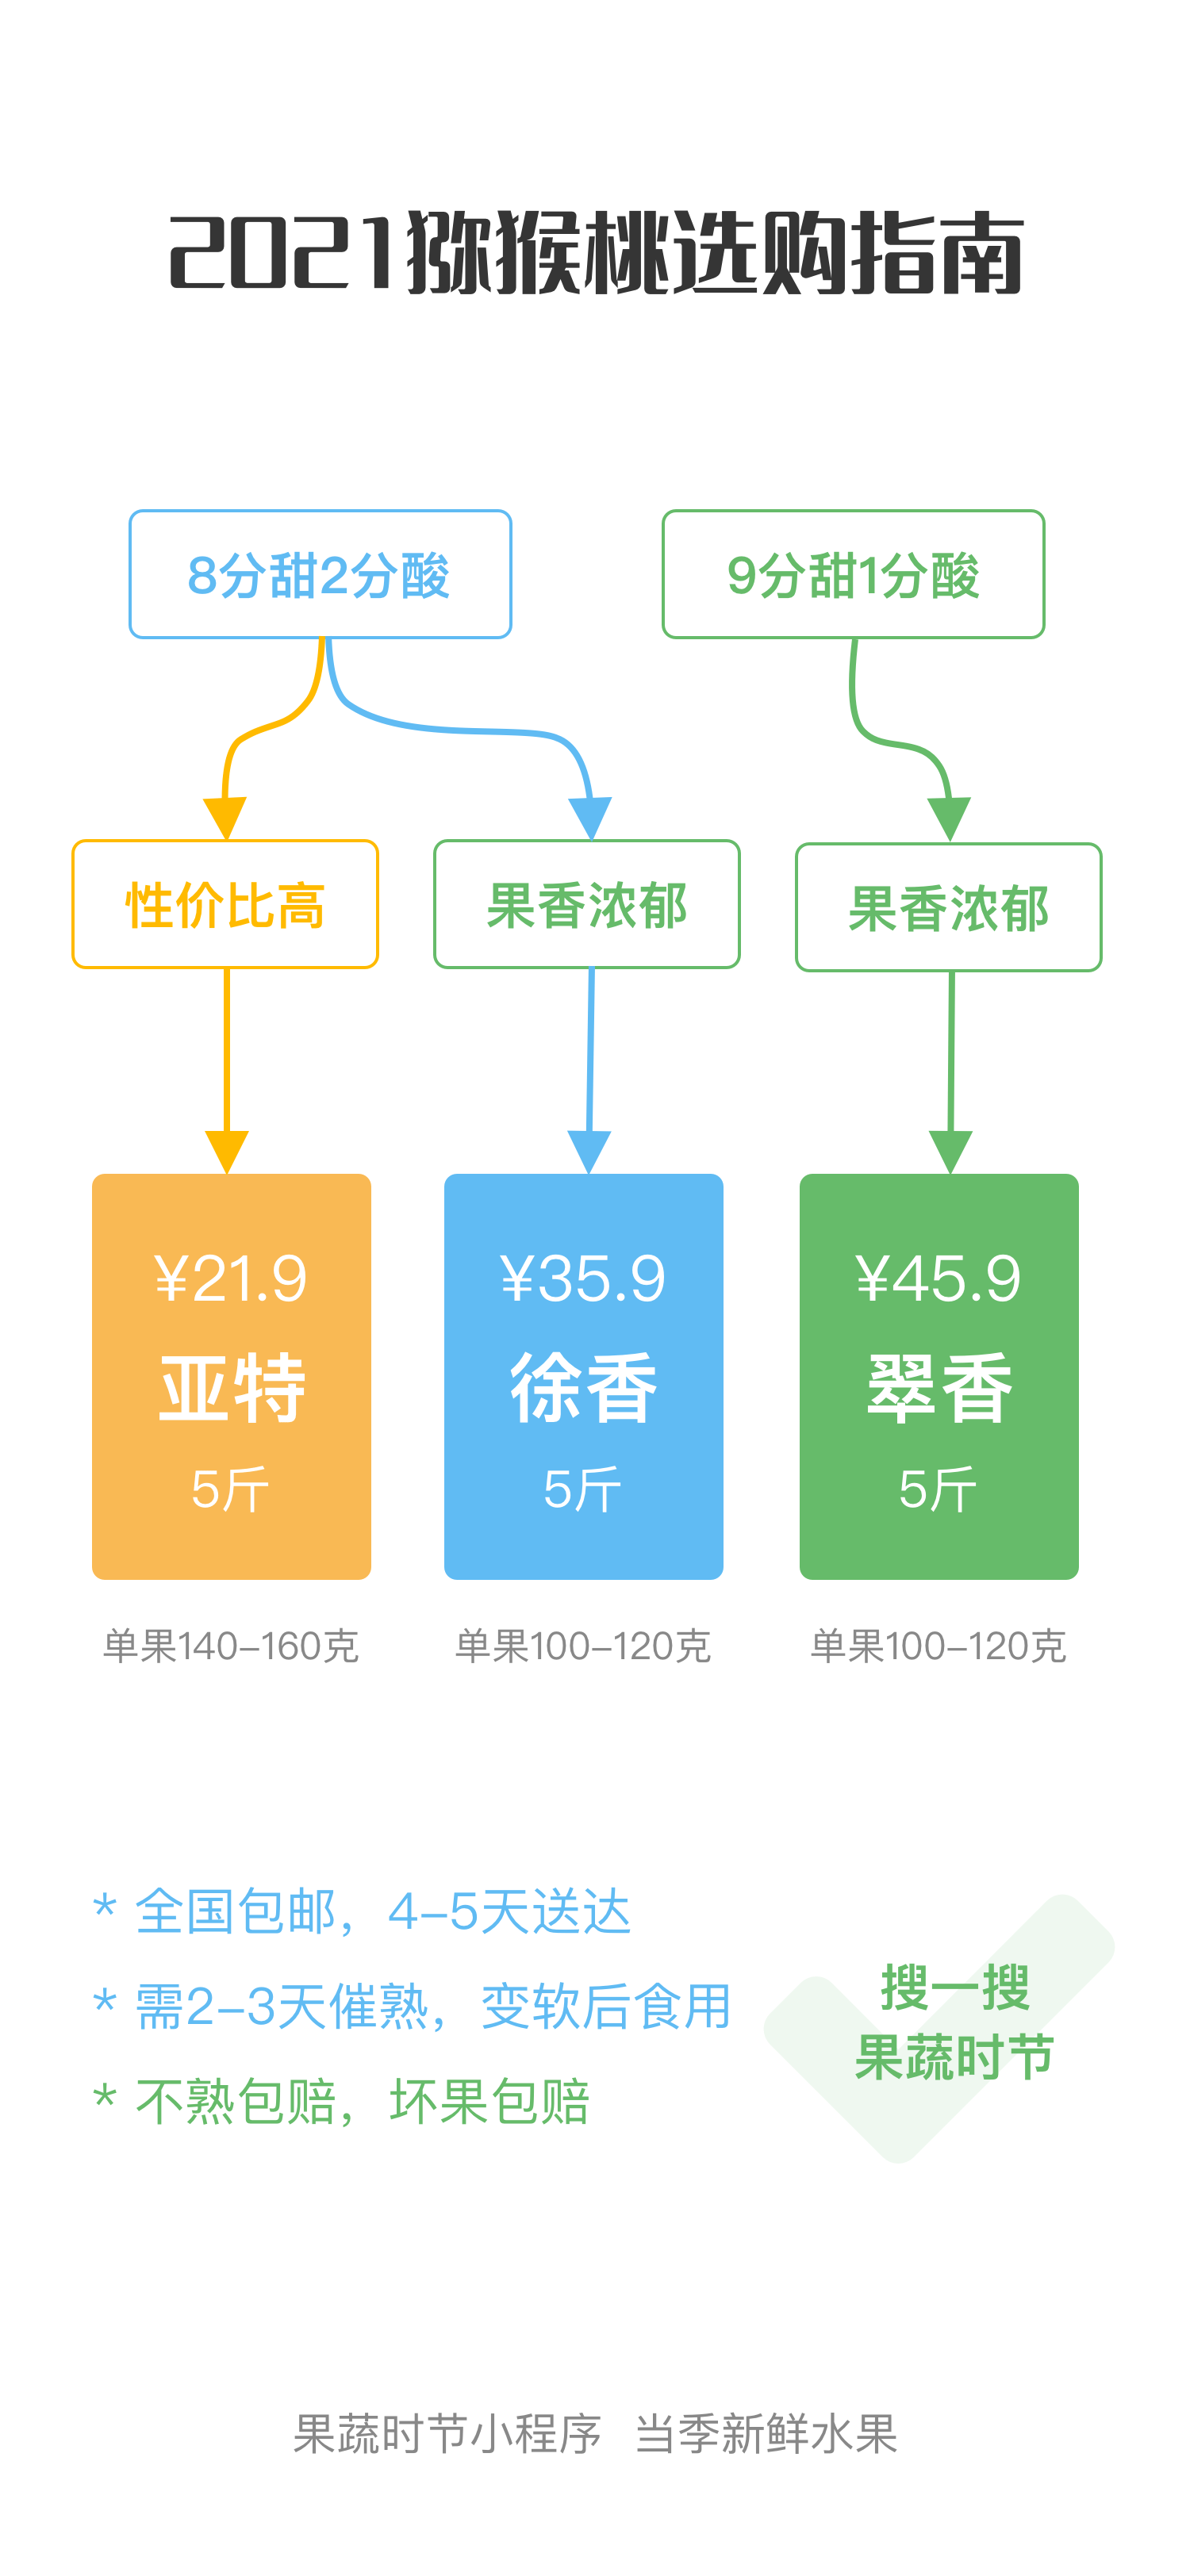 2021猕猴桃选购指南
8分甜2分酸
9分甜1分酸
性价比高
果香浓郁
果香浓郁
¥21.9
亚特
5斤
¥35.9
徐香
5斤
¥45.9
翠香
5斤
单果140-160克
单果100-120克
单果100-120克
* 全国包邮，4-5天送达
* 需2-3天催熟，变软后食用
* 不熟包赔，坏果包赔
搜一搜
果蔬时节
果蔬时节小程序 当季新鲜水果